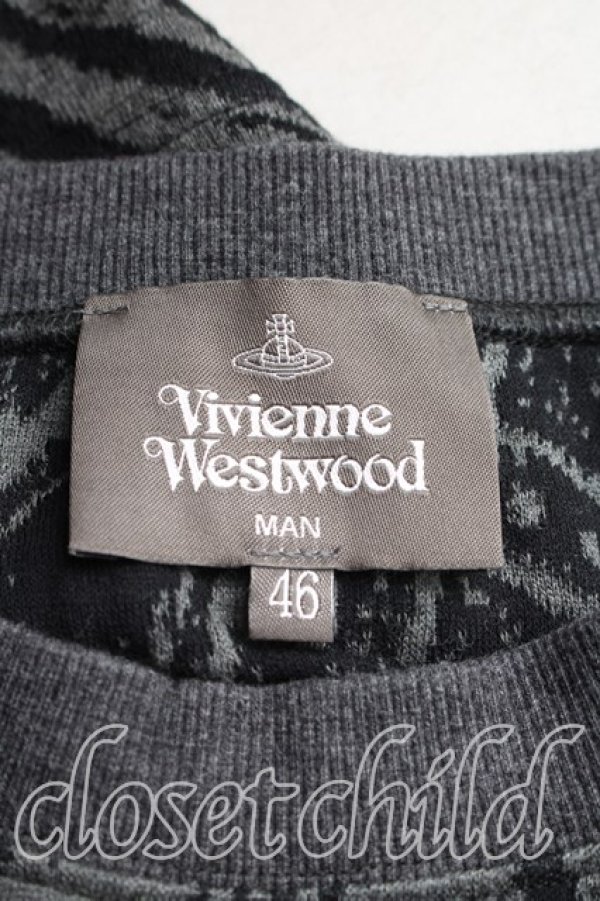 Vivienne
Westwood
MAN
46
closet child